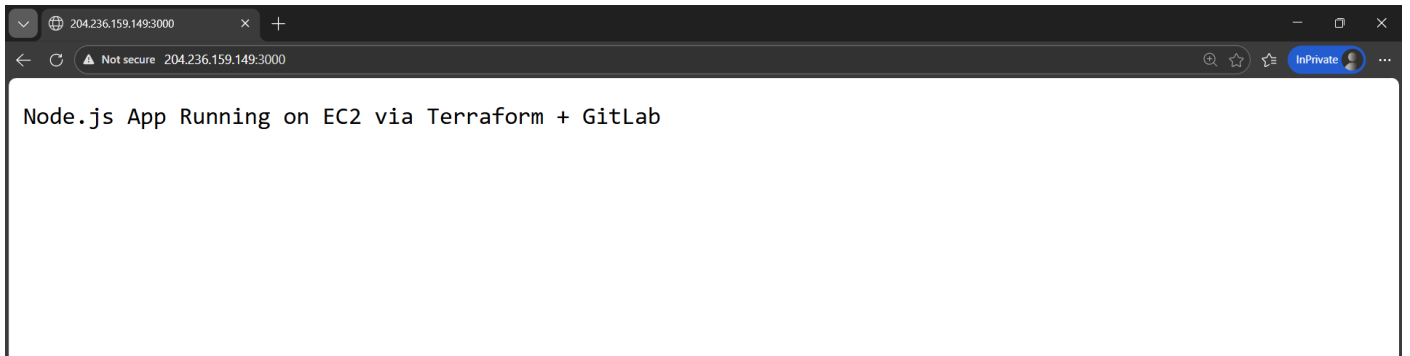 204.236.159.149:3000
Not secure 204.236.159.149:3000
InPrivate
Node.js App Running on EC2 via Terraform + GitLab